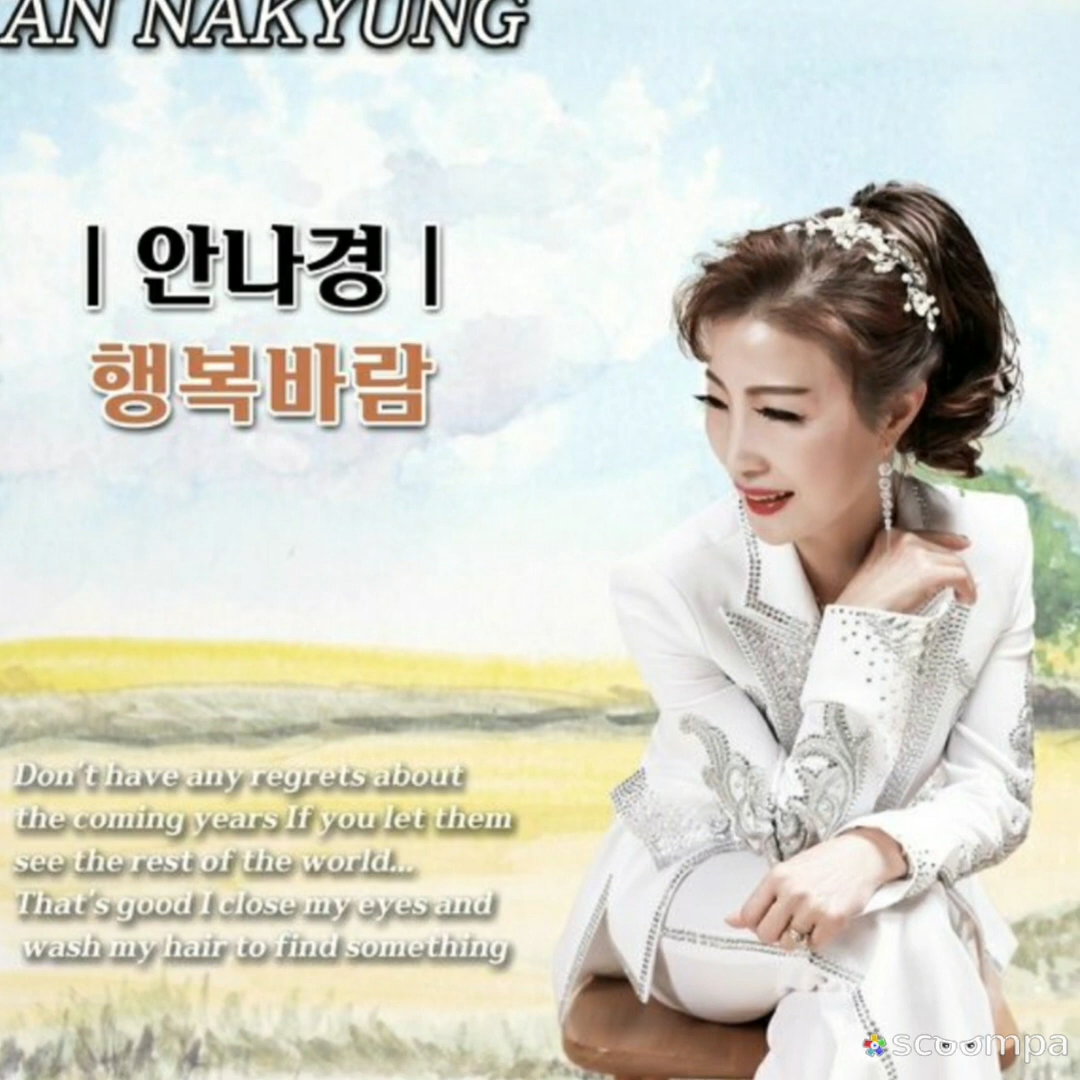 AN NAKYUNG
| 안나경 |
행복바람
Don't have any regrets about
the coming years If you let them
see the rest of the world...
That's good I close my eyes and
wash my hair to find something
scoompa